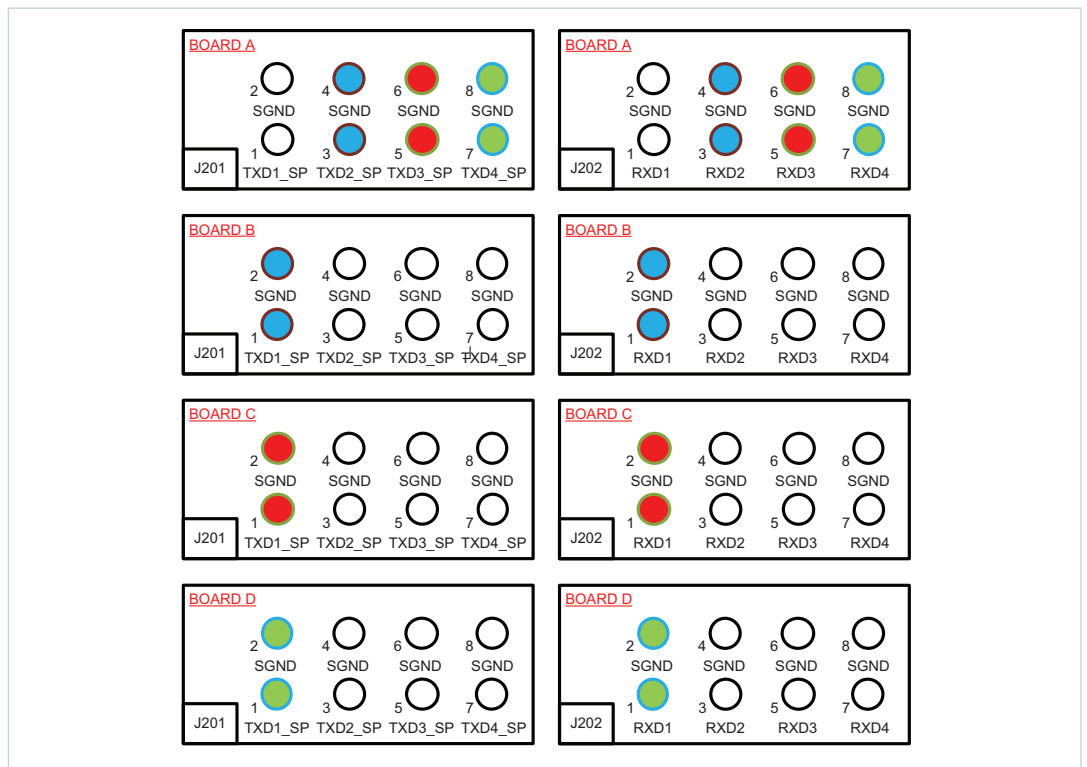 BOARD A
2 4 6 8
SGND SGND SGND SGND
1 3 5 7
J201 TXD1_SP TXD2_SP TXD3_SP TXD4_SP
BOARD A
2 4 6 8
SGND SGND SGND SGND
1 3 5 7
J202 RXD1 RXD2 RXD3 RXD4
BOARD B
2 4 6 8
SGND SGND SGND SGND
1 3 5 7
J201 TXD1_SP TXD2_SP TXD3_SP TXD4_SP
BOARD B
2 4 6 8
SGND SGND SGND SGND
1 3 5 7
J202 RXD1 RXD2 RXD3 RXD4
BOARD C
2 4 6 8
SGND SGND SGND SGND
1 3 5 7
J201 TXD1_SP TXD2_SP TXD3_SP TXD4_SP
BOARD C
2 4 6 8
SGND SGND SGND SGND
1 3 5 7
J202 RXD1 RXD2 RXD3 RXD4
BOARD D
2 4 6 8
SGND SGND SGND SGND
1 3 5 7
J201 TXD1_SP TXD2_SP TXD3_SP TXD4_SP
BOARD D
2 4 6 8
SGND SGND SGND SGND
1 3 5 7
J202 RXD1 RXD2 RXD3 RXD4